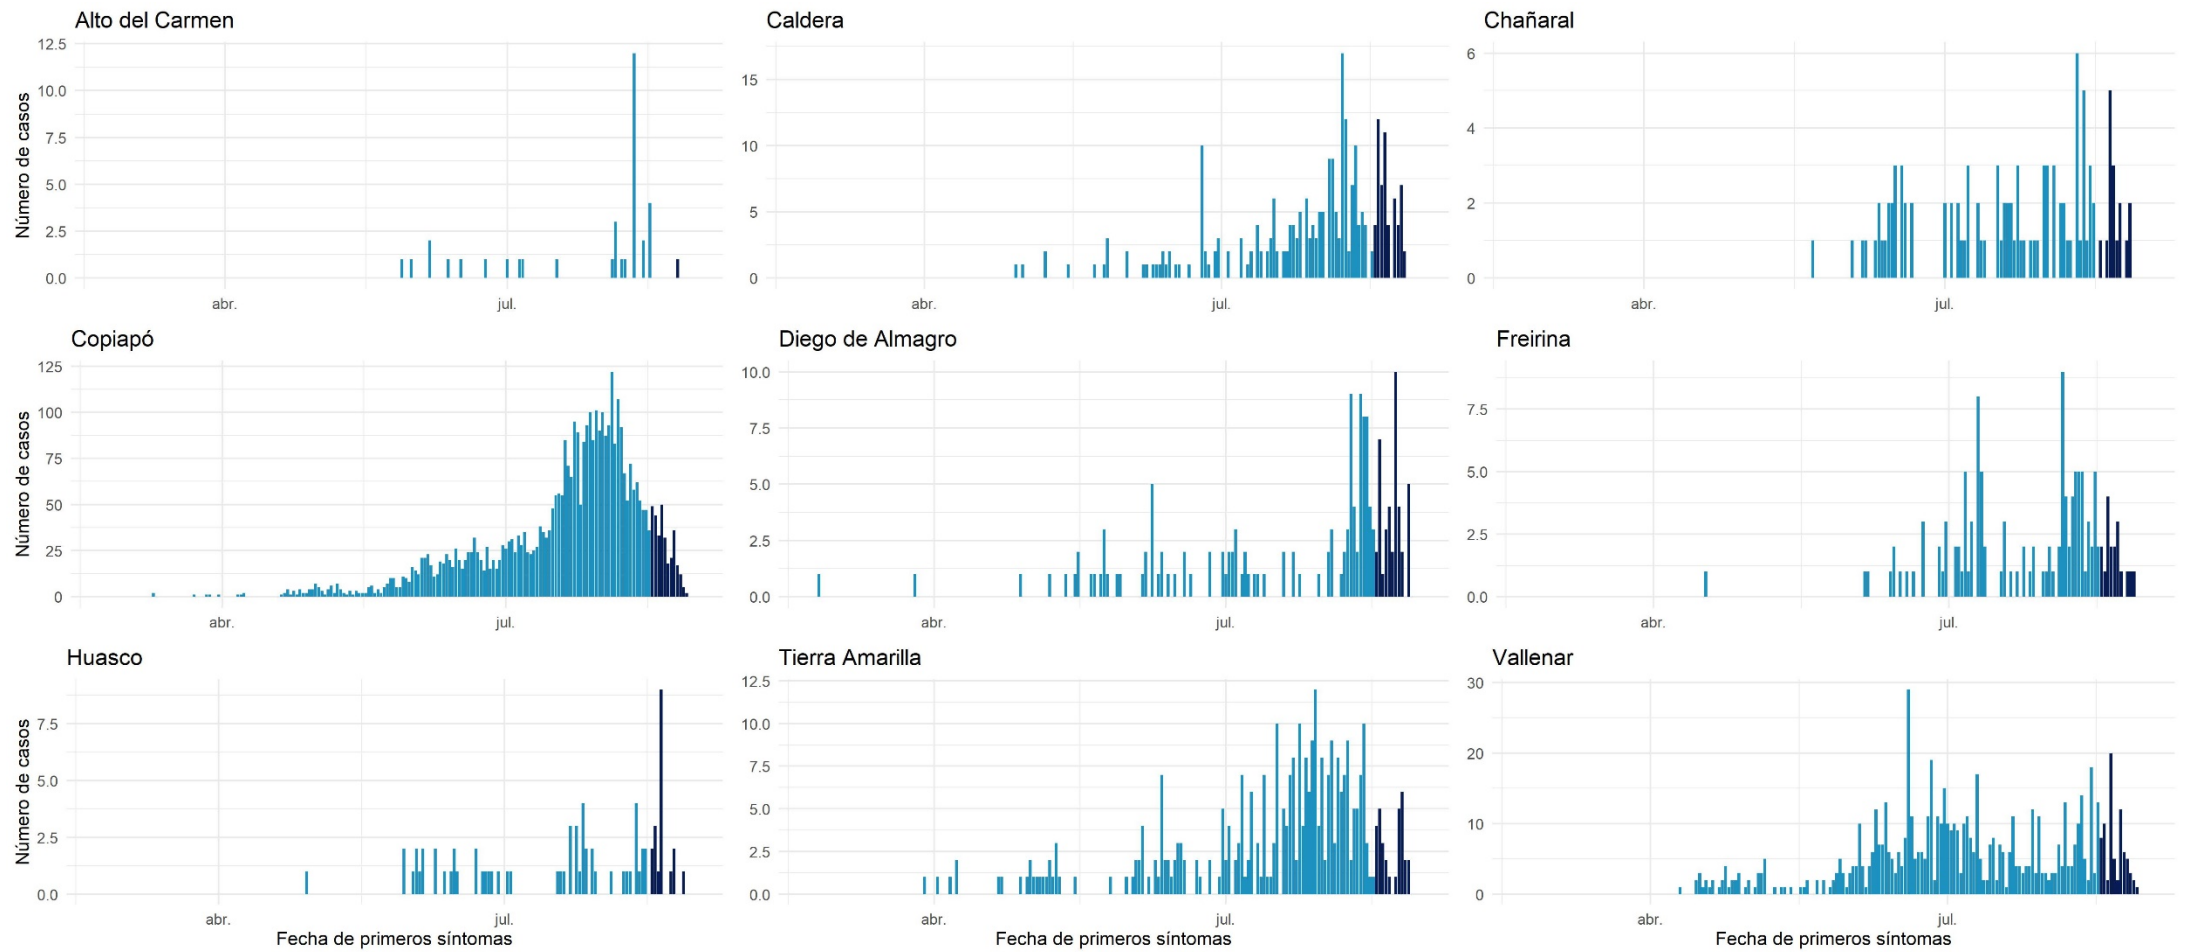 Alto del Carmen
Caldera
Chañaral
Número de casos
12.5
10.0
7.5
5.0
2.5
0.0
abr.
jul.
15
10
5
0
abr.
jul.
6
4
2
0
abr.
jul.
Copiapó
Diego de Almagro
Freirina
Número de casos
125
100
75
50
25
0
abr.
jul.
10.0
7.5
5.0
2.5
0.0
abr.
jul.
7.5
5.0
2.5
0.0
abr.
jul.
Huasco
Tierra Amarilla
Vallenar
Número de casos
7.5
5.0
2.5
0.0
abr.
jul.
Fecha de primeros síntomas
12.5
10.0
7.5
5.0
2.5
0.0
abr.
jul.
Fecha de primeros síntomas
30
20
10
0
abr.
jul.
Fecha de primeros síntomas